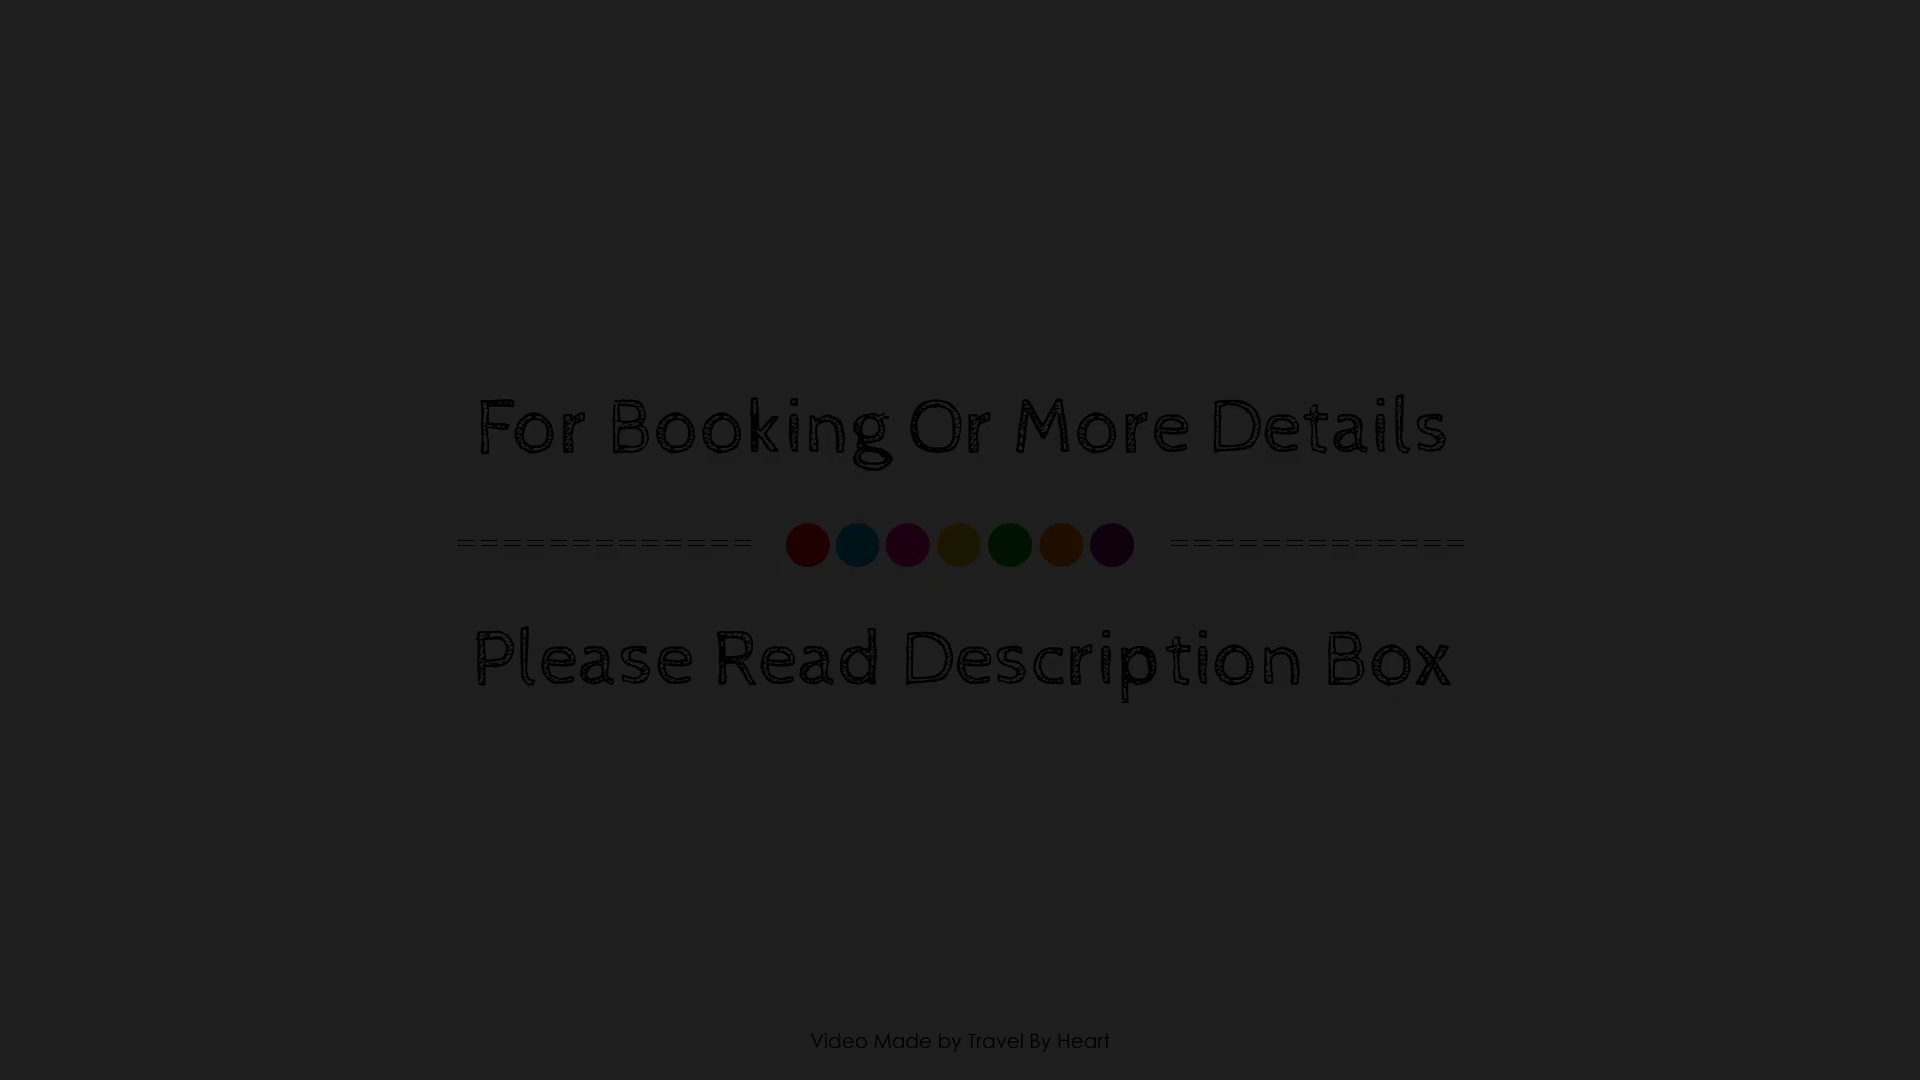 For Booking Or More Details
============= =============
Please Read Description Box
Video Made by Travel By Heart